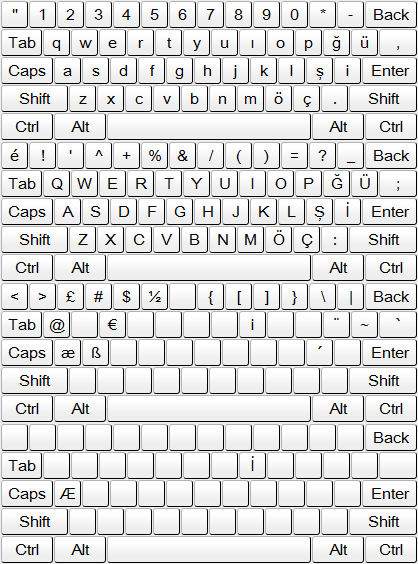 " 1 2 3 4 5 6 7 8 9 0 * - Back
Tab q w e r t y u ı o p ğ ü ,
Caps a s d f g h j k l ş i Enter
Shift z x c v b n m ö ç . Shift
Ctrl Alt Alt Ctrl
é ! ' ^ + % & / ( ) = ? _ Back
Tab Q W E R T Y U I O P Ğ Ü ;
Caps A S D F G H J K L Ş İ Enter
Shift Z X C V B N M Ö Ç : Shift
Ctrl Alt Alt Ctrl
< > £ # $ ½ { [ ] } \ | Back
Tab @ € i ¨ ~ `
Caps æ ß ´ Enter
Shift Shift
Ctrl Alt Alt Ctrl
Back
Tab İ
Caps Æ Enter
Shift Shift
Ctrl Alt Alt Ctrl